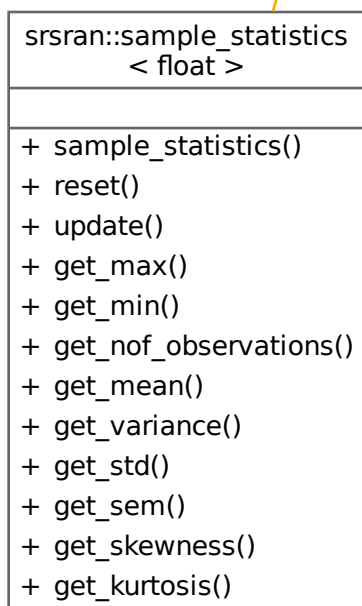 srsran::sample_statistics
< float >
+ sample_statistics()
+ reset()
+ update()
+ get_max()
+ get_min()
+ get_nof_observations()
+ get_mean()
+ get_variance()
+ get_std()
+ get_sem()
+ get_skewness()
+ get_kurtosis()